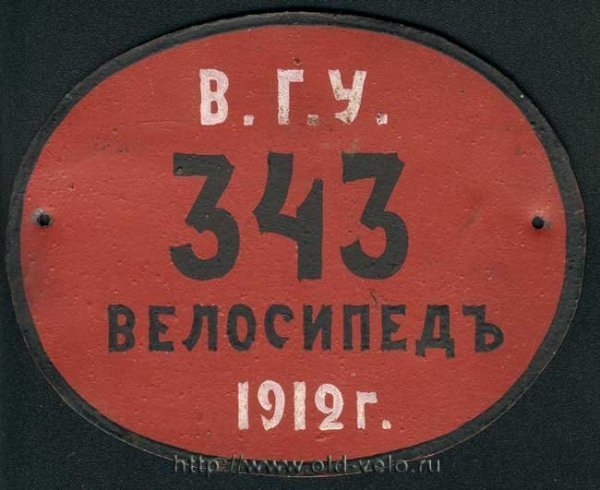 В.Г.У.
343
ВЕЛОСИПЕДЪ
1912г.
http://www.old-velo.ru